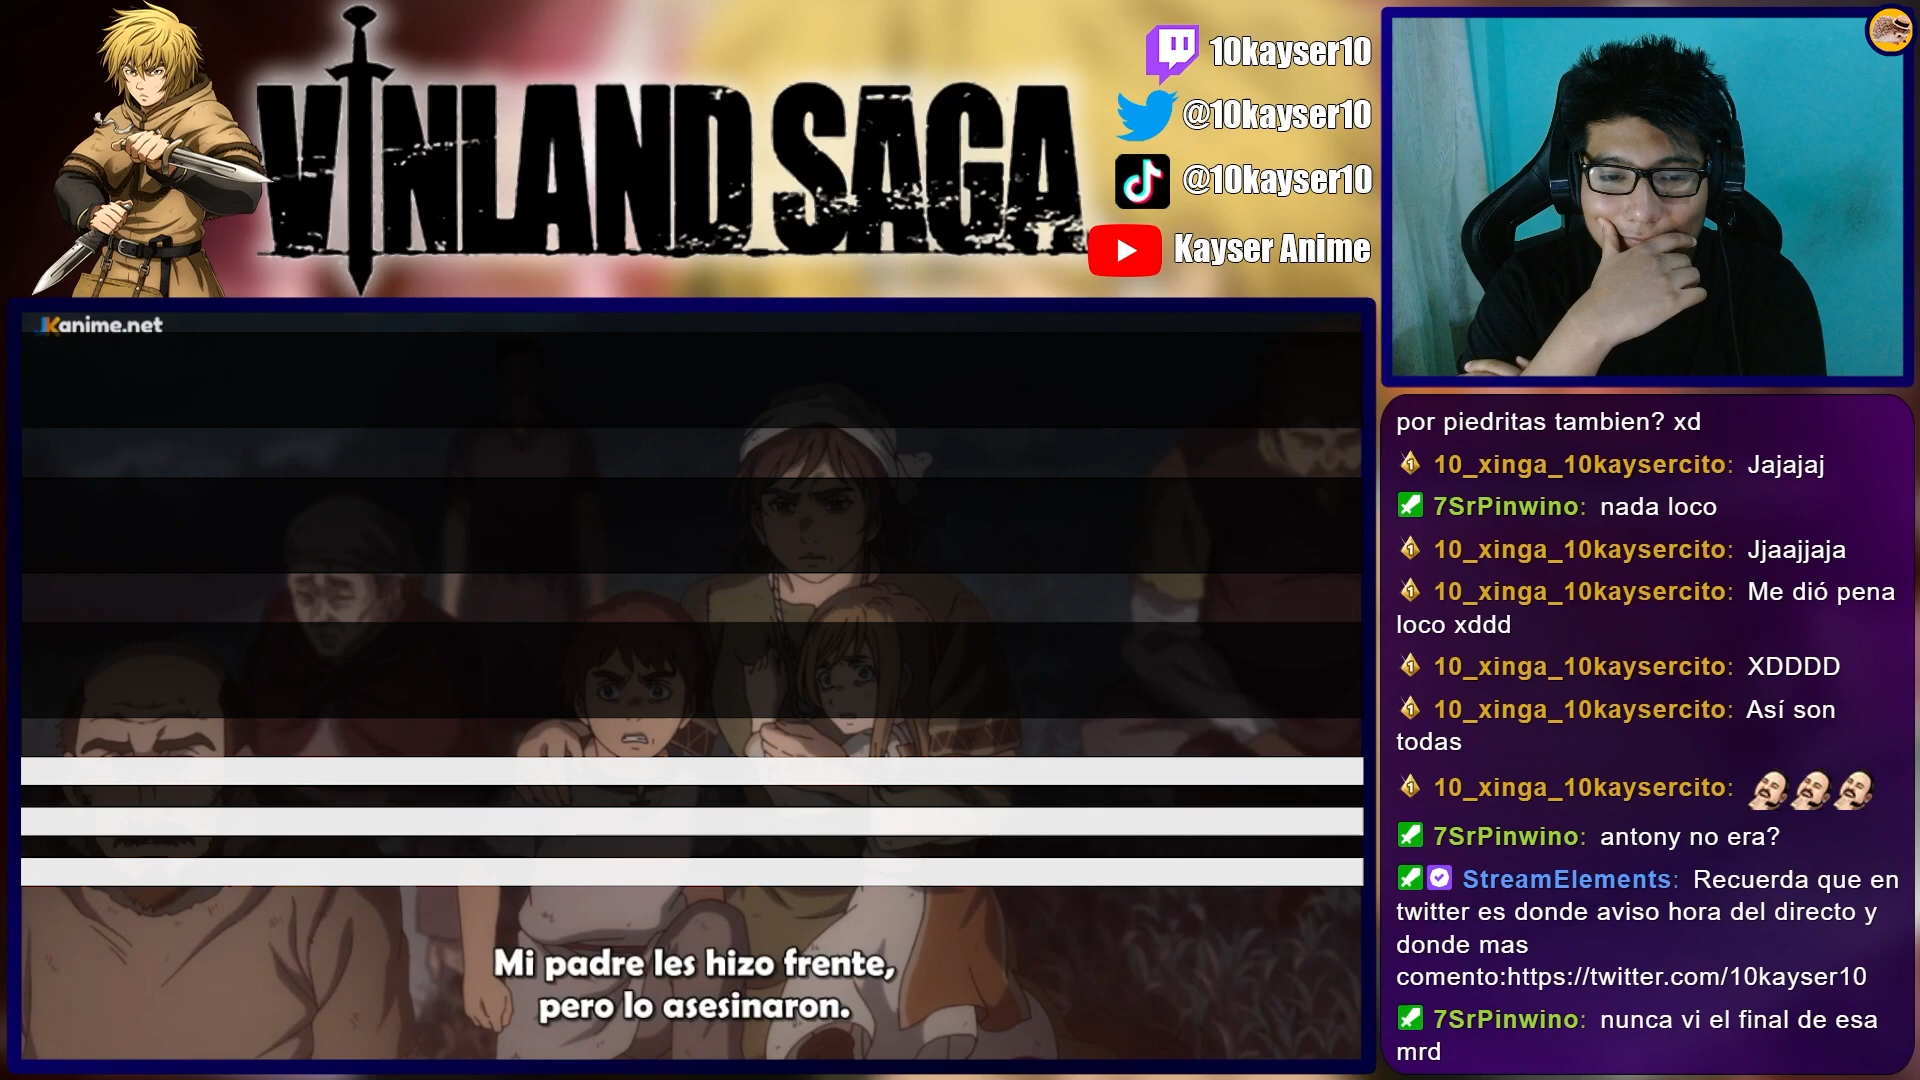 VINLAND SAGA
10kayser10
@10kayser10
@10kayser10
Kayser Anime
JKanime.net
Mi padre les hizo frente,
pero lo asesinaron.
por piedritas tambien? xd
10_xinga_10kaysercito: Jajajaj
7SrPinwino: nada loco
10_xinga_10kaysercito: Jjaajjaja
10_xinga_10kaysercito: Me dió pena
loco xddd
10_xinga_10kaysercito: XDDDD
10_xinga_10kaysercito: Así son
todas
10_xinga_10kaysercito:
7SrPinwino: antony no era?
StreamElements: Recuerda que en
twitter es donde aviso hora del directo y
donde mas
comento:https://twitter.com/10kayser10
7SrPinwino: nunca vi el final de esa
mrd